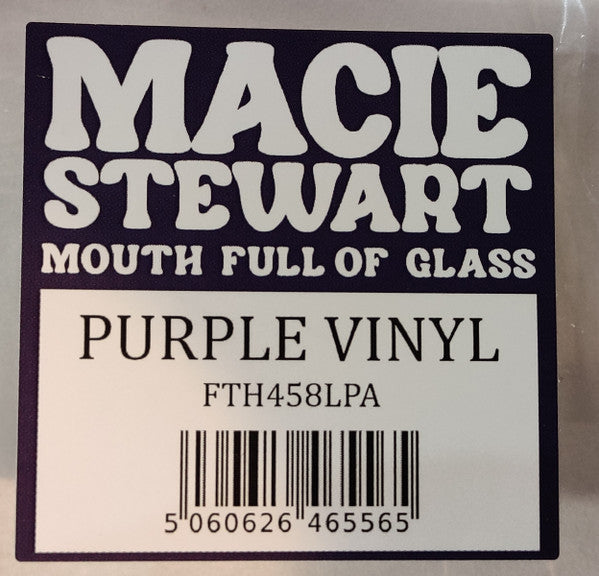 MACIE
STEWART
MOUTH FULL OF GLASS
PURPLE VINYL
FTH458LPA
5 060626 465565